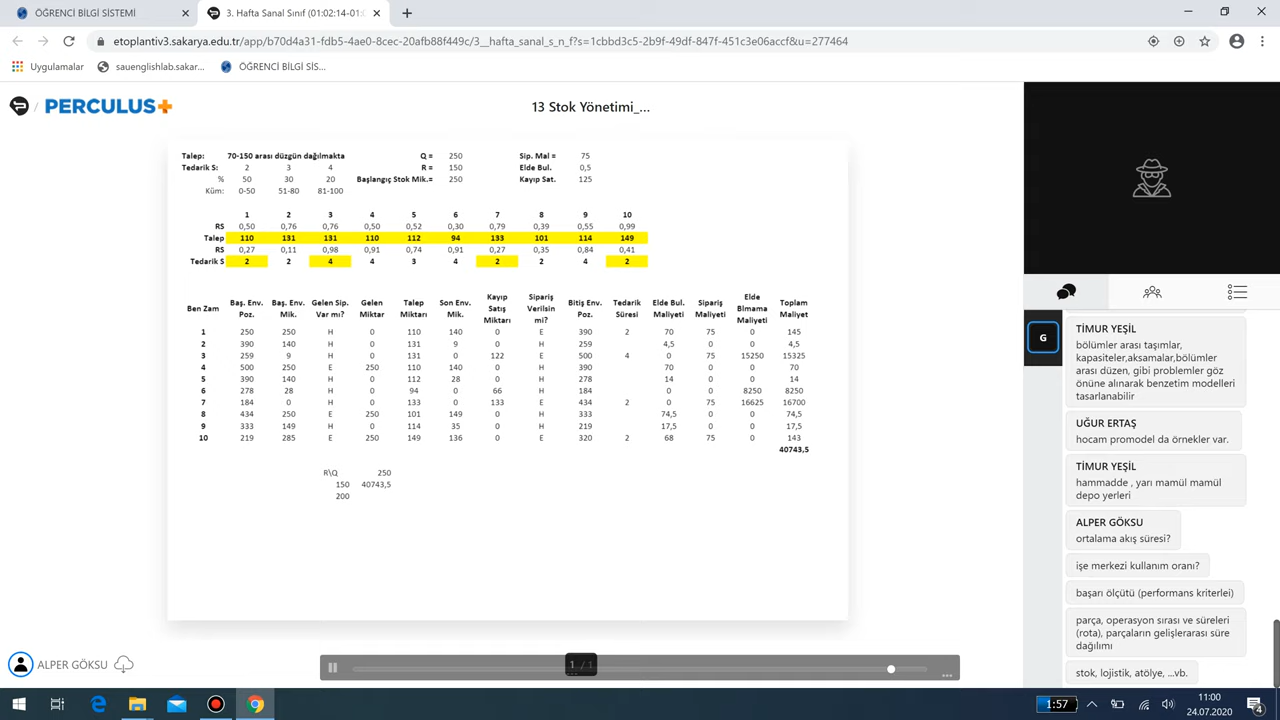 ÖĞRENCİ BİLGİ SİSTEMİ
3. Hafta Sanal Sınıf (01:02:14-01:0
etoplantiv3.sakarya.edu.tr/app/b70d4a31-fdb5-4ae0-8cec-20afb88f449c/3__hafta_sanal_s_n_f?s=1cbbd3c5-2b9f-49df-847f-451c3e06accf&u=277464
Uygulamalar sauenglishlab.sakar... ÖĞRENCİ BİLGİ SİS...
/ PERCULUS+ 13 Stok Yönetimi_...
Talep: 70-150 arası düzgün dağılmakta Q = 250 Sip. Mal = 75
Tedarik S: 2 3 4 R = 150 Elde Bul. 0,5
% 50 30 20 Başlangıç Stok Mik.= 250 Kayıp Sat. 125
Küm: 0-50 51-80 81-100
1 2 3 4 5 6 7 8 9 10
RS 0,50 0,76 0,76 0,50 0,52 0,30 0,79 0,39 0,55 0,99
Talep 110 131 131 110 112 94 133 101 114 149
RS 0,27 0,11 0,98 0,91 0,74 0,91 0,27 0,35 0,84 0,41
Tedarik S 2 2 4 4 3 4 2 2 4 2
Ben Zam Baş. Env. Poz. Baş. Env. Mik. Gelen Sip. Var mı? Gelen Miktar Talep Miktarı Son Env. Mik. Kayıp Satış Miktarı Sipariş Verilsin mi? Bitiş Env. Poz. Tedarik Süresi Elde Bul. Maliyeti Sipariş Maliyeti Elde Blmama Maliyeti Toplam Maliyet
1 250 250 H 0 110 140 0 E 390 2 70 75 0 145
2 390 140 H 0 131 9 0 H 259 4,5 0 0 4,5
3 259 9 H 0 131 0 122 E 500 4 0 75 15250 15325
4 500 250 E 250 110 140 0 H 390 70 0 0 70
5 390 140 H 0 112 28 0 H 278 14 0 0 14
6 278 28 H 0 94 0 66 H 184 0 0 8250 8250
7 184 0 H 0 133 0 133 E 434 2 0 75 16625 16700
8 434 250 E 250 101 149 0 H 333 74,5 0 0 74,5
9 333 149 H 0 114 35 0 H 219 17,5 0 0 17,5
10 219 285 E 250 149 136 0 E 320 2 68 75 0 143
40743,5
R\Q 250
150 40743,5
200
G
TİMUR YEŞİL
bölümler arası taşımlar,
kapasiteler,aksamalar,bölümler
arası düzen, gibi problemler göz
önüne alınarak benzetim modelleri
tasarlanabilir
UĞUR ERTAŞ
hocam promodel da örnekler var.
TİMUR YEŞİL
hammadde , yarı mamül mamül
depo yerleri
ALPER GÖKSU
ortalama akış süresi?
işe merkezi kullanım oranı?
başarı ölçütü (performans kriterlei)
parça, operasyon sırası ve süreleri
(rota), parçaların gelişlerarası süre
dağılımı
stok, lojistik, atölye, ...vb.
ALPER GÖKSU
1 / 1
1:57
11:00
24.07.2020
4